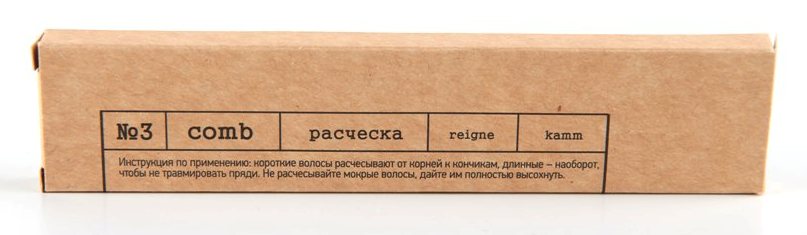 №3 comb расческа reigne kamm
Инструкция по применению: короткие волосы расчесывают от корней к кончикам, длинные – наоборот,
чтобы не травмировать пряди. Не расчесывайте мокрые волосы, дайте им полностью высохнуть.